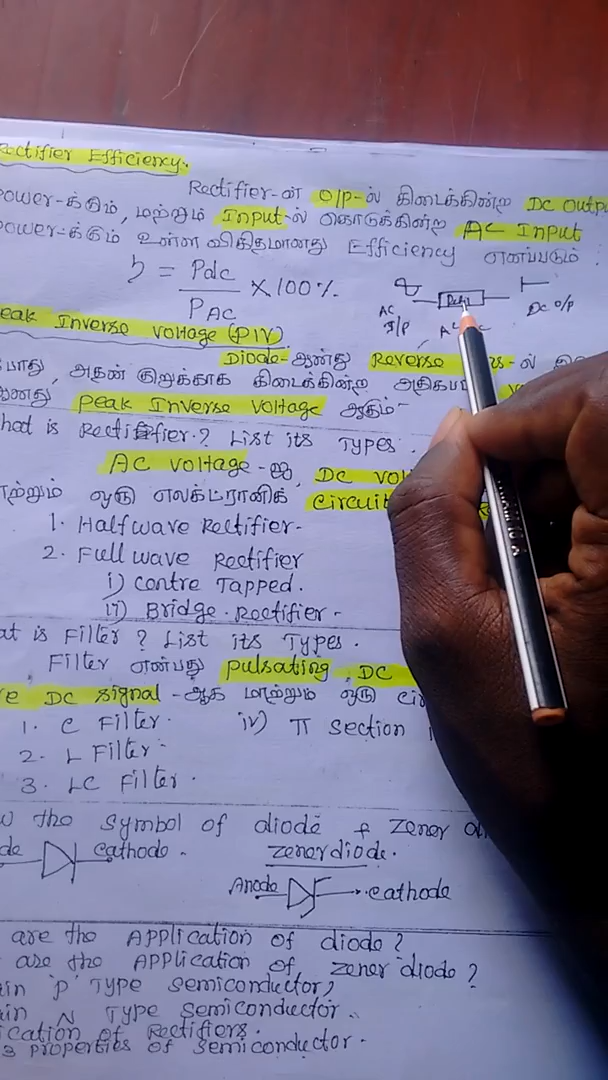 Rectifier Efficiency.
Rectifier-ன் O/P-ல் கிடைக்கின்ற DC Output
Power-க்கும், மற்றும் Input-ல் கொடுக்கின்ற AC Input
Power-க்கும் உள்ள விகிதமானது Efficiency எனப்படும்.
η = Pdc / PAC × 100%.
AC I/P
DC O/P
Peak Inverse Voltage (PIV)
Diode-ஆனது Reverse
போது, அதன் குறுக்காக கிடைக்கின்ற
Peak Inverse Voltage ஆகும்-
What is Rectifier? List its Types.
AC Voltage-ஐ, DC
மாற்றும் ஒரு எலக்ட்ரானிக் circuit
1. Halfwave Rectifier-
2. Full wave Rectifier
i) Centre Tapped.
ii) Bridge Rectifier-
What is Filter? List its Types.
Filter என்பது pulsating DC
DC signal-ஆக மாற்றும் ஒரு
1. C Filter.
iv) π section
2. L Filter-
3. LC Filter.
the symbol of diode & zener
Cathode.
zener diode.
Anode
Cathode
are the Application of diode?
are the Application of zener diode?
'P' Type semiconductor?
N Type semiconductor.
of Rectifiers.
3 properties of semiconductor.